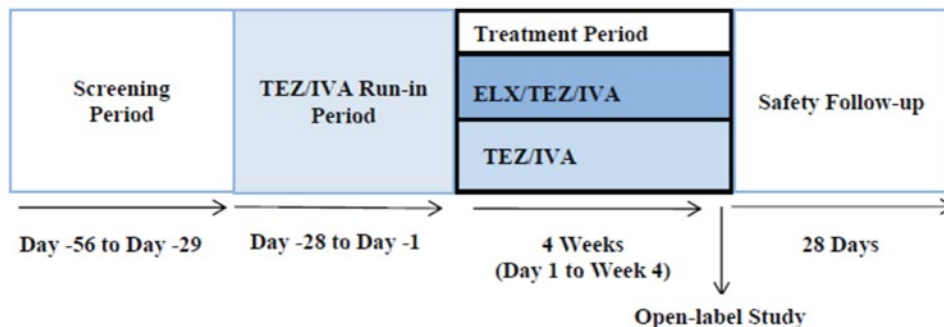 Screening
Period
TEZ/IVA Run-in
Period
Treatment Period
ELX/TEZ/IVA
TEZ/IVA
Safety Follow-up
Day -56 to Day -29
Day -28 to Day -1
4 Weeks
(Day 1 to Week 4)
28 Days
Open-label Study